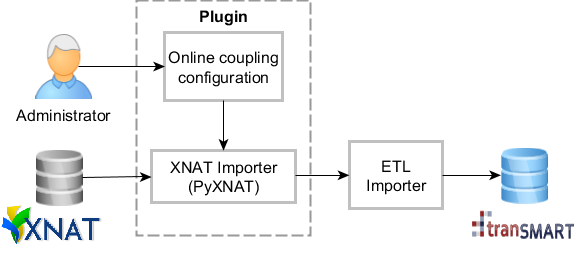 Plugin
Online coupling
configuration
Administrator
XNAT Importer
(PyXNAT)
ETL
Importer
XNAT
tranSMART